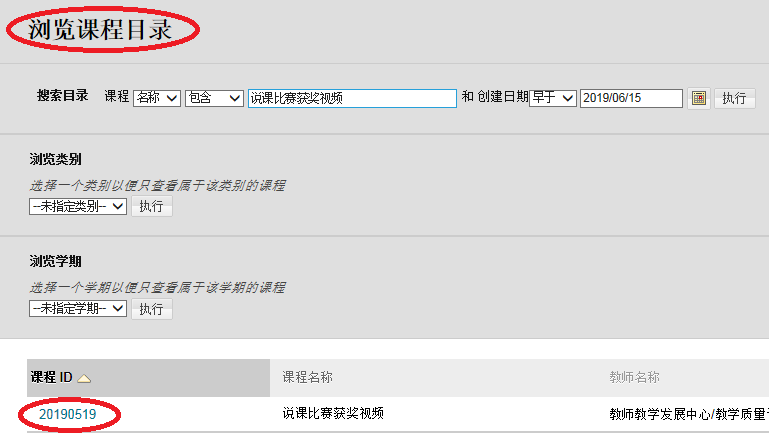 浏览课程目录
搜索目录 课程 名称 包含 说课比赛获奖视频 和 创建日期 早于 2019/06/15 执行
浏览类别
选择一个类别以便只查看属于该类别的课程
--未指定类别-- 执行
浏览学期
选择一个学期以便只查看属于该学期的课程
--未指定学期-- 执行
课程 ID 课程名称 教师名称
20190519 说课比赛获奖视频 教师教学发展中心/教学质量